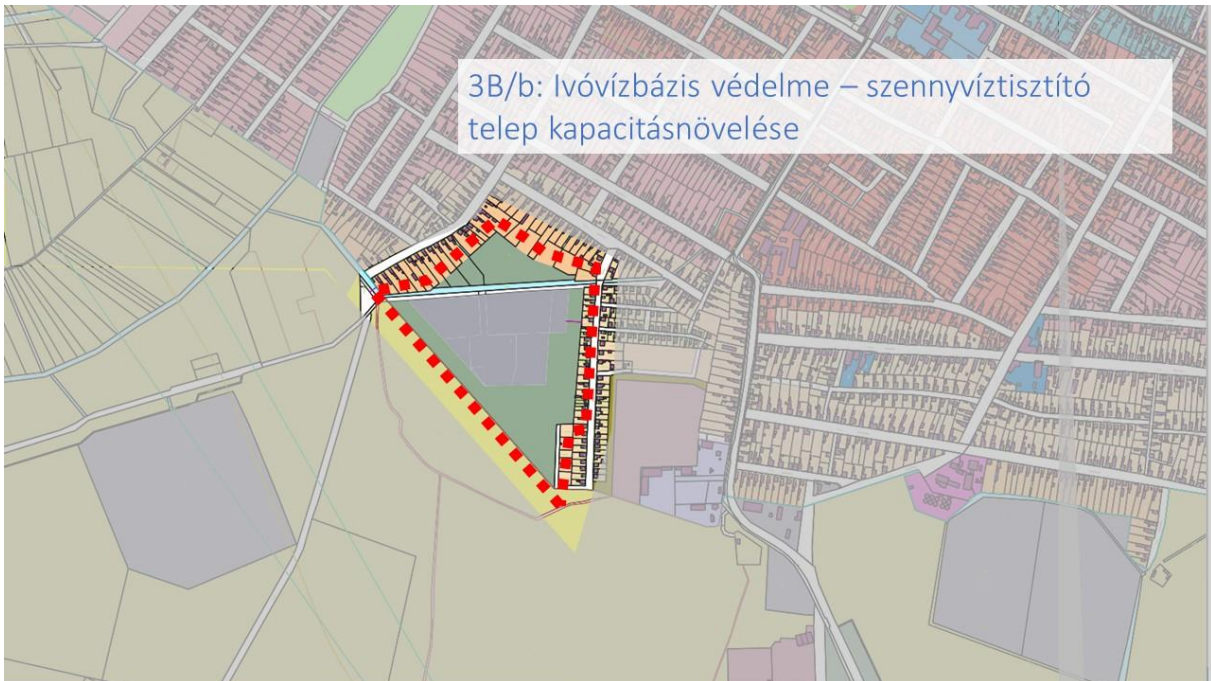 3B/b: Ivóvízbázis védelme – szennyvíztisztító
telep kapacitásnövelése